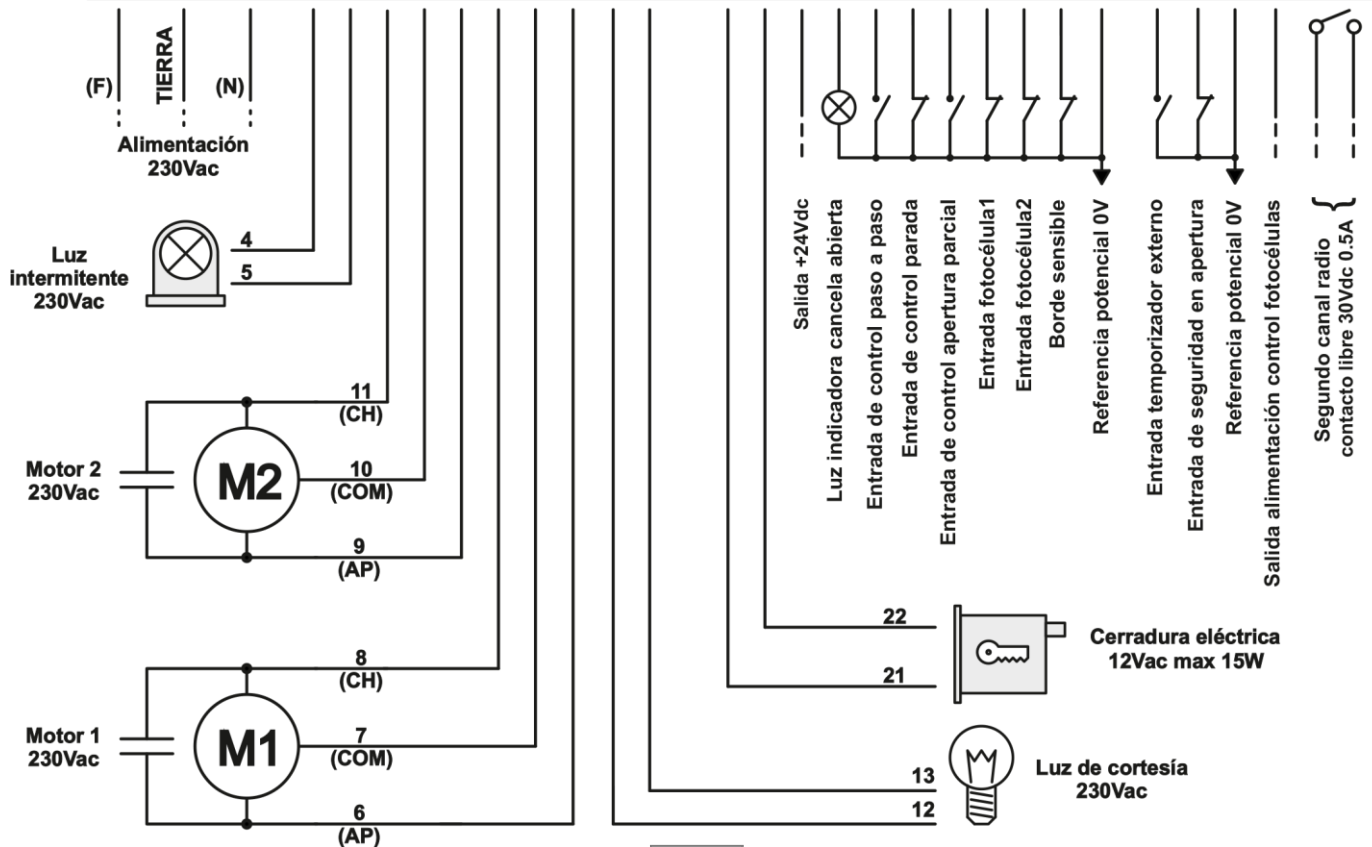 (F)
TIERRA
(N)
Alimentación
230Vac
Luz
intermitente
230Vac
4
5
11
(CH)
Motor 2
230Vac
M2
10
(COM)
9
(AP)
8
(CH)
Motor 1
230Vac
M1
7
(COM)
6
(AP)
Salida +24Vdc
Luz indicadora cancela abierta
Entrada de control paso a paso
Entrada de control parada
Entrada de control apertura parcial
Entrada fotocélula1
Entrada fotocélula2
Borde sensible
Referencia potencial 0V
Entrada temporizador externo
Entrada de seguridad en apertura
Referencia potencial 0V
Salida alimentación control fotocélulas
Segundo canal radio
contacto libre 30Vdc 0.5A
22
21
Cerradura eléctrica
12Vac max 15W
13
12
Luz de cortesía
230Vac